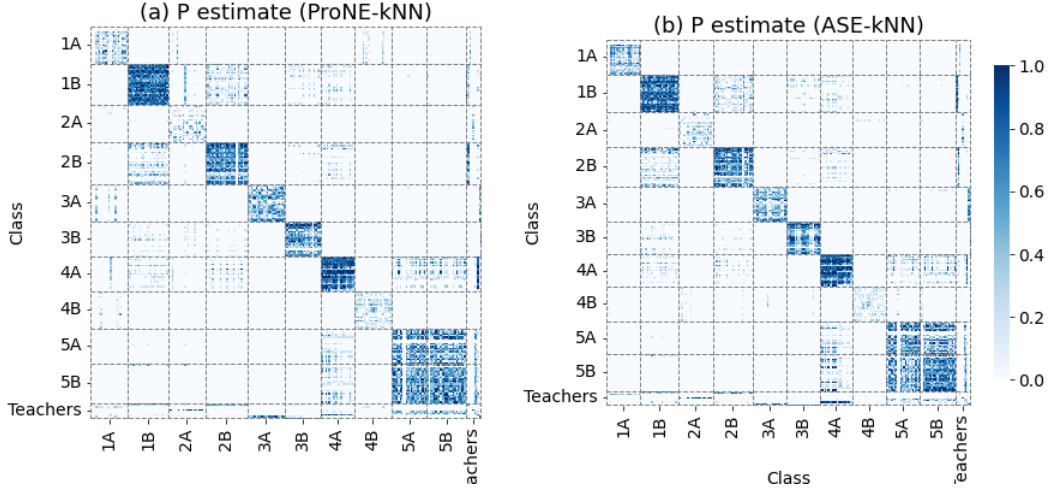 (a) P estimate (ProNE-kNN)
Class
1A
1B
2A
2B
3A
3B
4A
4B
5A
5B
Teachers
1A 1B 2A 2B 3A 3B 4A 4B 5A 5B eachers
(b) P estimate (ASE-kNN)
Class
1A
1B
2A
2B
3A
3B
4A
4B
5A
5B
Teachers
1A 1B 2A 2B 3A 3B 4A 4B 5A 5B Teachers
Class
1.0
0.8
0.6
0.4
0.2
0.0